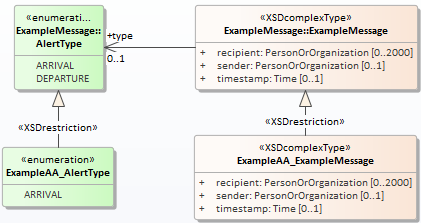 «enumerati...
ExampleMessage::
AlertType
ARRIVAL
DEPARTURE
+type
0..1
«XSDcomplexType»
ExampleMessage::ExampleMessage
+ recipient: PersonOrOrganization [0..2000]
+ sender: PersonOrOrganization [0..1]
+ timestamp: Time [0..1]
«XSDrestriction»
«XSDrestriction»
«enumeration»
ExampleAA_AlertType
ARRIVAL
«XSDcomplexType»
ExampleAA_ExampleMessage
+ recipient: PersonOrOrganization [0..2000]
+ sender: PersonOrOrganization [0..1]
+ timestamp: Time [0..1]